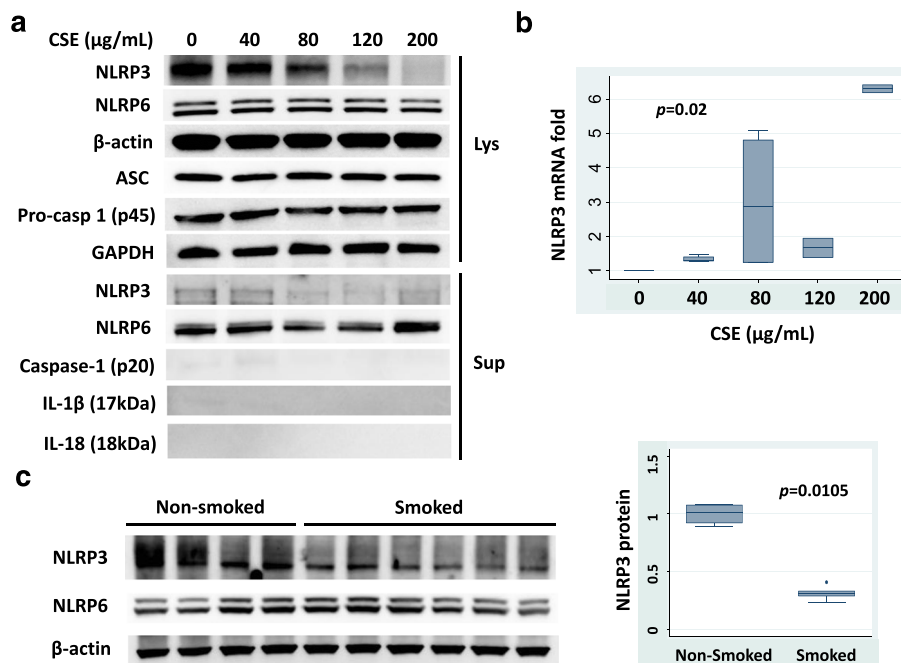 a
CSE (µg/mL) 0 40 80 120 200
NLRP3
NLRP6
β-actin
ASC
Pro-casp 1 (p45)
GAPDH
Lys
NLRP3
NLRP6
Caspase-1 (p20)
IL-1β (17kDa)
IL-18 (18kDa)
Sup
b
NLRP3 mRNA fold
6
5
4
3
2
1
p=0.02
0 40 80 120 200
CSE (µg/mL)
c
Non-smoked Smoked
NLRP3
NLRP6
β-actin
NLRP3 protein
1.5
1
0.5
0
p=0.0105
Non-Smoked Smoked